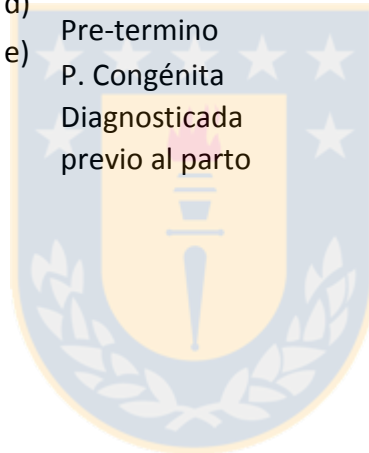 d)
Pre-termino
e)
P. Congénita
Diagnosticada
previo al parto